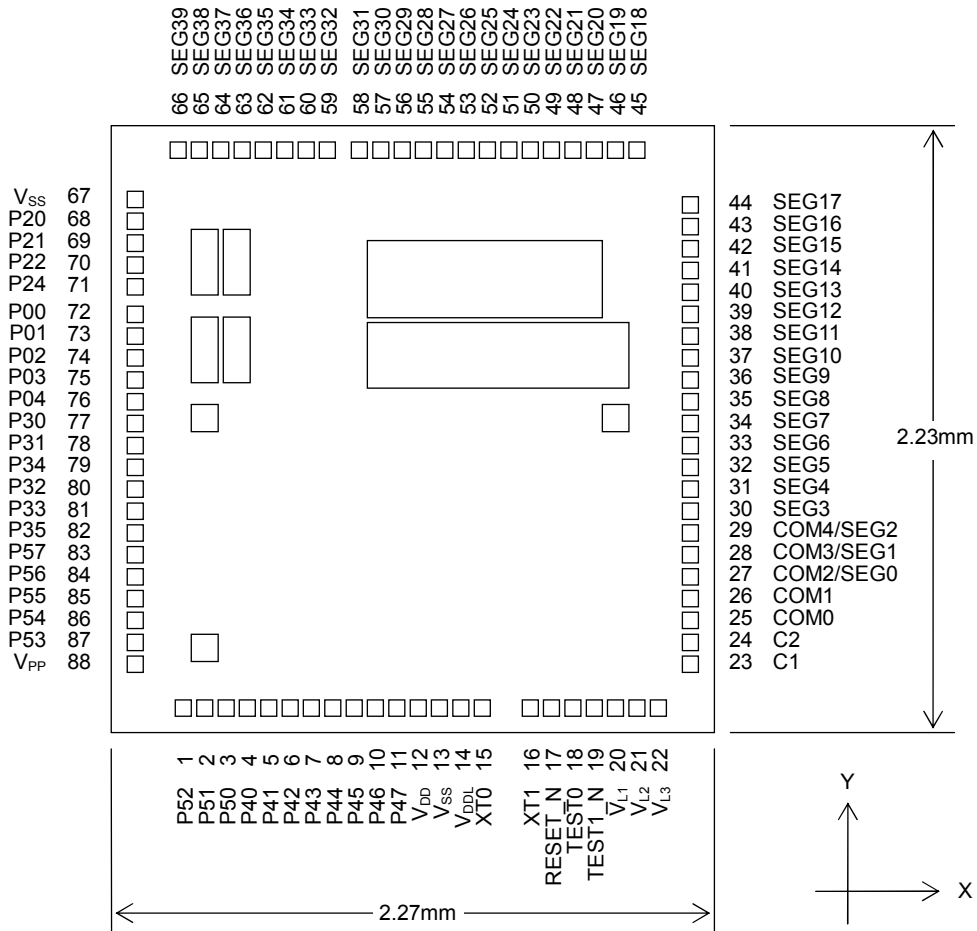 66 SEG39
65 SEG38
64 SEG37
63 SEG36
62 SEG35
61 SEG34
60 SEG33
59 SEG32
58 SEG31
57 SEG30
56 SEG29
55 SEG28
54 SEG27
53 SEG26
52 SEG25
51 SEG24
50 SEG23
49 SEG22
48 SEG21
47 SEG20
46 SEG19
45 SEG18
VSS 67
P20 68
P21 69
P22 70
P24 71
P00 72
P01 73
P02 74
P03 75
P04 76
P30 77
P31 78
P34 79
P32 80
P33 81
P35 82
P57 83
P56 84
P55 85
P54 86
P53 87
VPP 88
44 SEG17
43 SEG16
42 SEG15
41 SEG14
40 SEG13
39 SEG12
38 SEG11
37 SEG10
36 SEG9
35 SEG8
34 SEG7
33 SEG6
32 SEG5
31 SEG4
30 SEG3
29 COM4/SEG2
28 COM3/SEG1
27 COM2/SEG0
26 COM1
25 COM0
24 C2
23 C1
2.23mm
P52 1
P51 2
P50 3
P40 4
P41 5
P42 6
P43 7
P44 8
P45 9
P46 10
P47 11
VDD 12
VSS 13
VDDL 14
XT0 15
XT1 16
RESET_N 17
TEST0 18
TEST1_N 19
VL1 20
VL2 21
VL3 22
2.27mm
Y
X